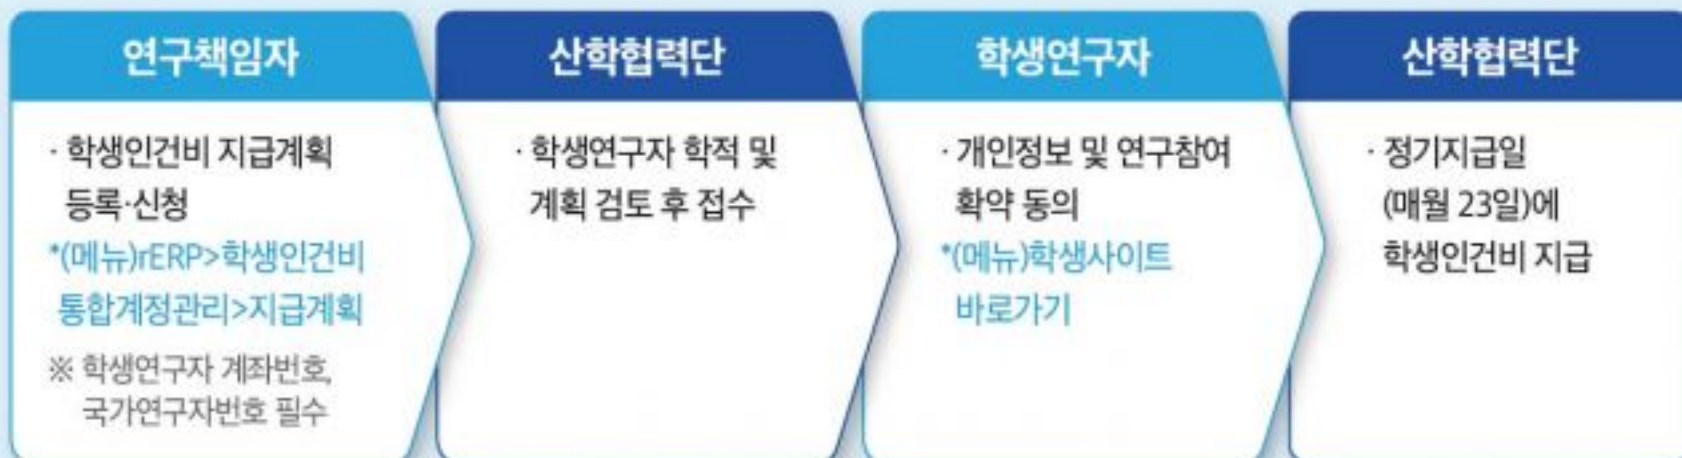 연구책임자
· 학생인건비 지급계획
등록·신청
*(메뉴)rERP>학생인건비
통합계정관리>지급계획
※ 학생연구자 계좌번호,
국가연구자번호 필수
산학협력단
· 학생연구자 학적 및
계획 검토 후 접수
학생연구자
· 개인정보 및 연구참여
확약 동의
*(메뉴)학생사이트
바로가기
산학협력단
· 정기지급일
(매월 23일)에
학생인건비 지급